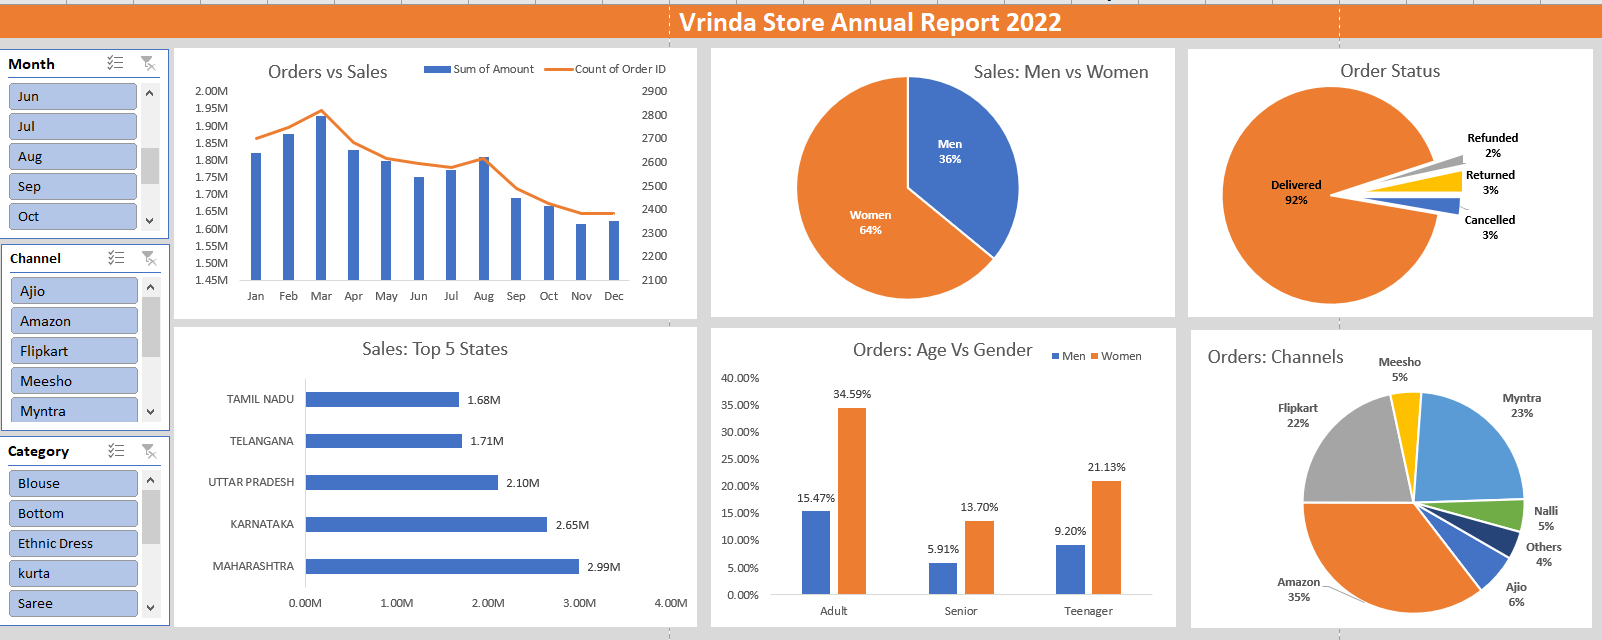 Vrinda Store Annual Report 2022
Month
Jun
Jul
Aug
Sep
Oct
Channel
Ajio
Amazon
Flipkart
Meesho
Myntra
Category
Blouse
Bottom
Ethnic Dress
kurta
Saree
Orders vs Sales
Sum of Amount
Count of Order ID
2.00M
1.95M
1.90M
1.85M
1.80M
1.75M
1.70M
1.65M
1.60M
1.55M
1.50M
1.45M
2900
2800
2700
2600
2500
2400
2300
2200
2100
Jan Feb Mar Apr May Jun Jul Aug Sep Oct Nov Dec
Sales: Men vs Women
Men
36%
Women
64%
Order Status
Refunded
2%
Returned
3%
Delivered
92%
Cancelled
3%
Sales: Top 5 States
TAMIL NADU 1.68M
TELANGANA 1.71M
UTTAR PRADESH 2.10M
KARNATAKA 2.65M
MAHARASHTRA 2.99M
0.00M 1.00M 2.00M 3.00M 4.00M
Orders: Age Vs Gender
Men Women
40.00%
35.00%
30.00%
25.00%
20.00%
15.00%
10.00%
5.00%
0.00%
15.47% 34.59%
5.91% 13.70%
9.20% 21.13%
Adult Senior Teenager
Orders: Channels
Meesho
5%
Myntra
23%
Flipkart
22%
Nalli
5%
Others
4%
Amazon
35%
Ajio
6%